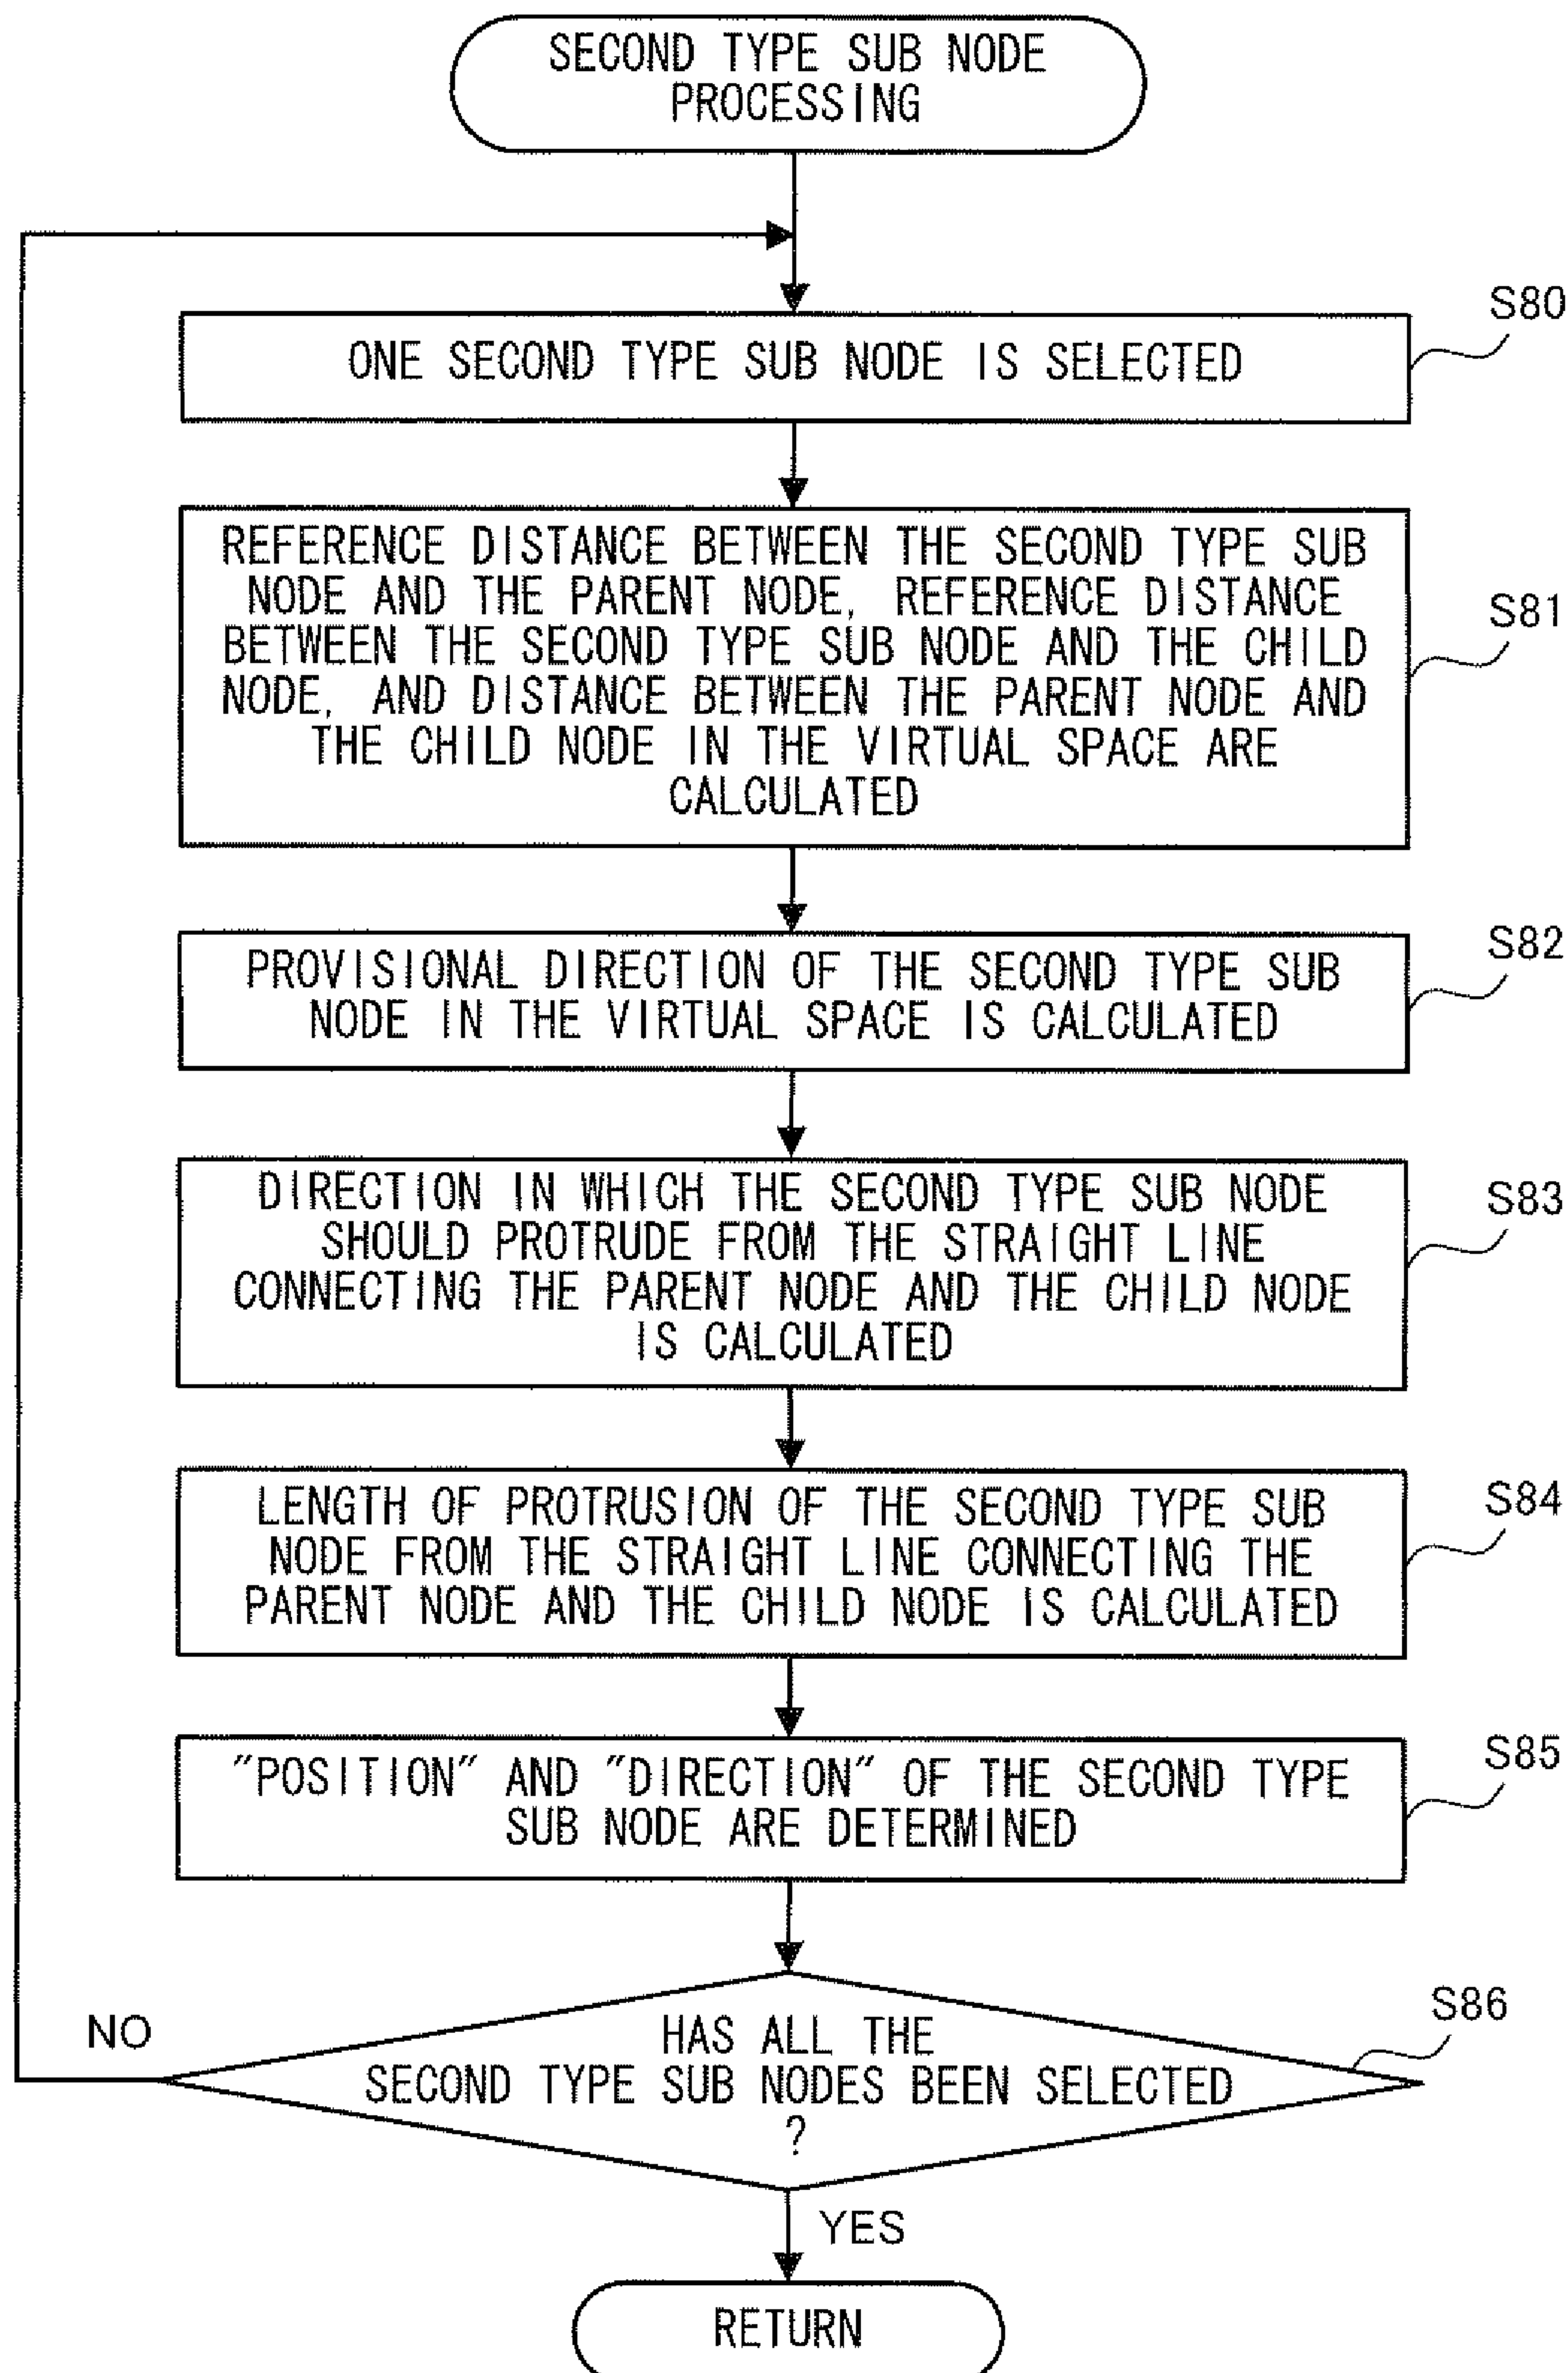 SECOND TYPE SUB NODE
PROCESSING
S80
ONE SECOND TYPE SUB NODE IS SELECTED
S81
REFERENCE DISTANCE BETWEEN THE SECOND TYPE SUB
NODE AND THE PARENT NODE, REFERENCE DISTANCE
BETWEEN THE SECOND TYPE SUB NODE AND THE CHILD
NODE, AND DISTANCE BETWEEN THE PARENT NODE AND
THE CHILD NODE IN THE VIRTUAL SPACE ARE
CALCULATED
S82
PROVISIONAL DIRECTION OF THE SECOND TYPE SUB
NODE IN THE VIRTUAL SPACE IS CALCULATED
S83
DIRECTION IN WHICH THE SECOND TYPE SUB NODE
SHOULD PROTRUDE FROM THE STRAIGHT LINE
CONNECTING THE PARENT NODE AND THE CHILD NODE
IS CALCULATED
S84
LENGTH OF PROTRUSION OF THE SECOND TYPE SUB
NODE FROM THE STRAIGHT LINE CONNECTING THE
PARENT NODE AND THE CHILD NODE IS CALCULATED
S85
"POSITION" AND "DIRECTION" OF THE SECOND TYPE
SUB NODE ARE DETERMINED
S86
NO
HAS ALL THE
SECOND TYPE SUB NODES BEEN SELECTED
?
YES
RETURN